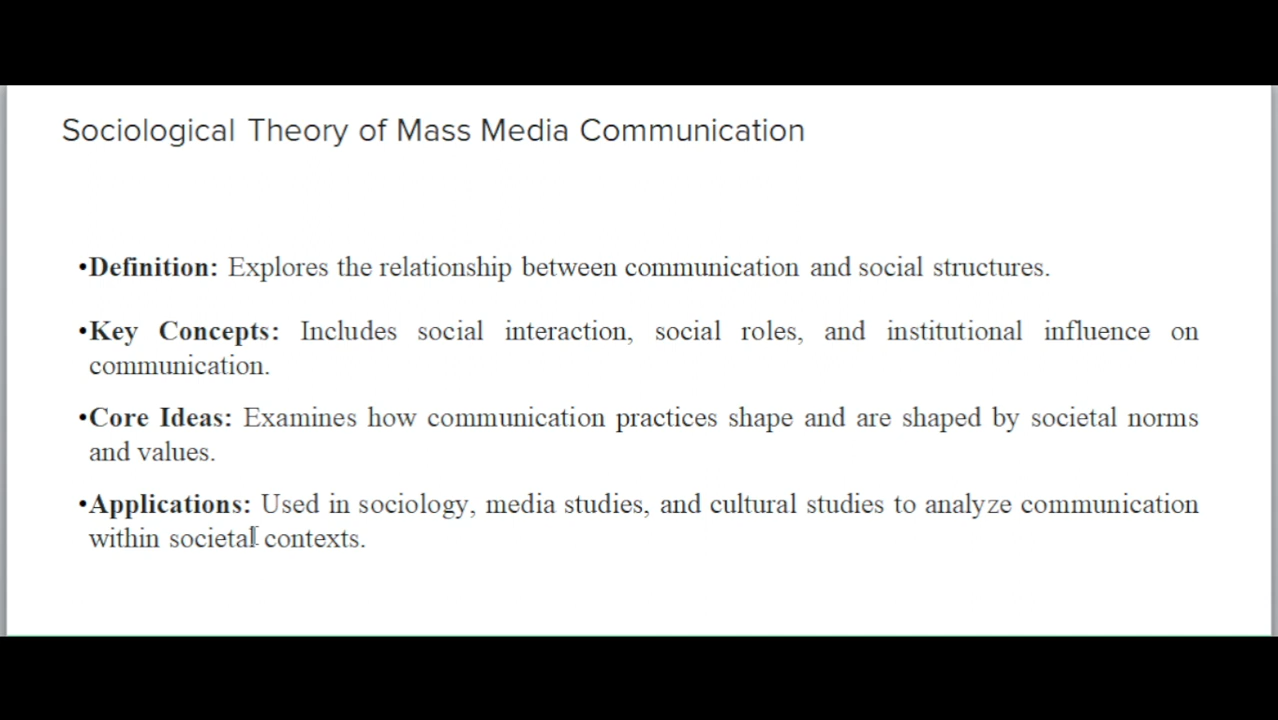 Sociological Theory of Mass Media Communication
•Definition: Explores the relationship between communication and social structures.
•Key Concepts: Includes social interaction, social roles, and institutional influence on
communication.
•Core Ideas: Examines how communication practices shape and are shaped by societal norms
and values.
•Applications: Used in sociology, media studies, and cultural studies to analyze communication
within societal contexts.